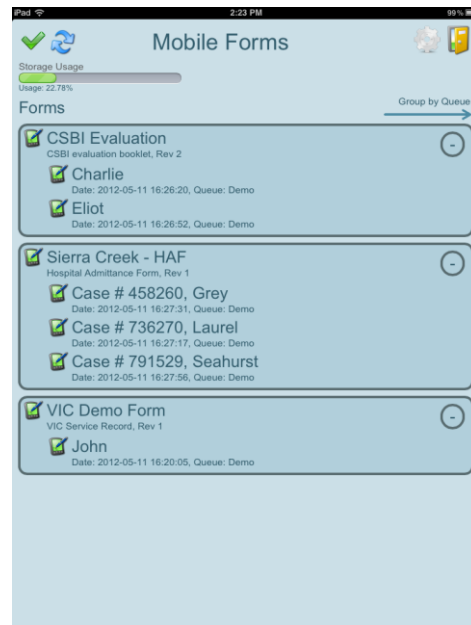 iPad 2:23 PM 99%
Mobile Forms
Storage Usage
Usage: 22.78%
Forms
Group by Queue
CSBI Evaluation
CSBI evaluation booklet, Rev 2
-
Charlie
Date: 2012-05-11 16:26:20, Queue: Demo
Eliot
Date: 2012-05-11 16:26:52, Queue: Demo
Sierra Creek - HAF
Hospital Admittance Form, Rev 1
-
Case # 458260, Grey
Date: 2012-05-11 16:27:31, Queue: Demo
Case # 736270, Laurel
Date: 2012-05-11 16:27:17, Queue: Demo
Case # 791529, Seahurst
Date: 2012-05-11 16:27:56, Queue: Demo
VIC Demo Form
VIC Service Record, Rev 1
-
John
Date: 2012-05-11 16:20:05, Queue: Demo